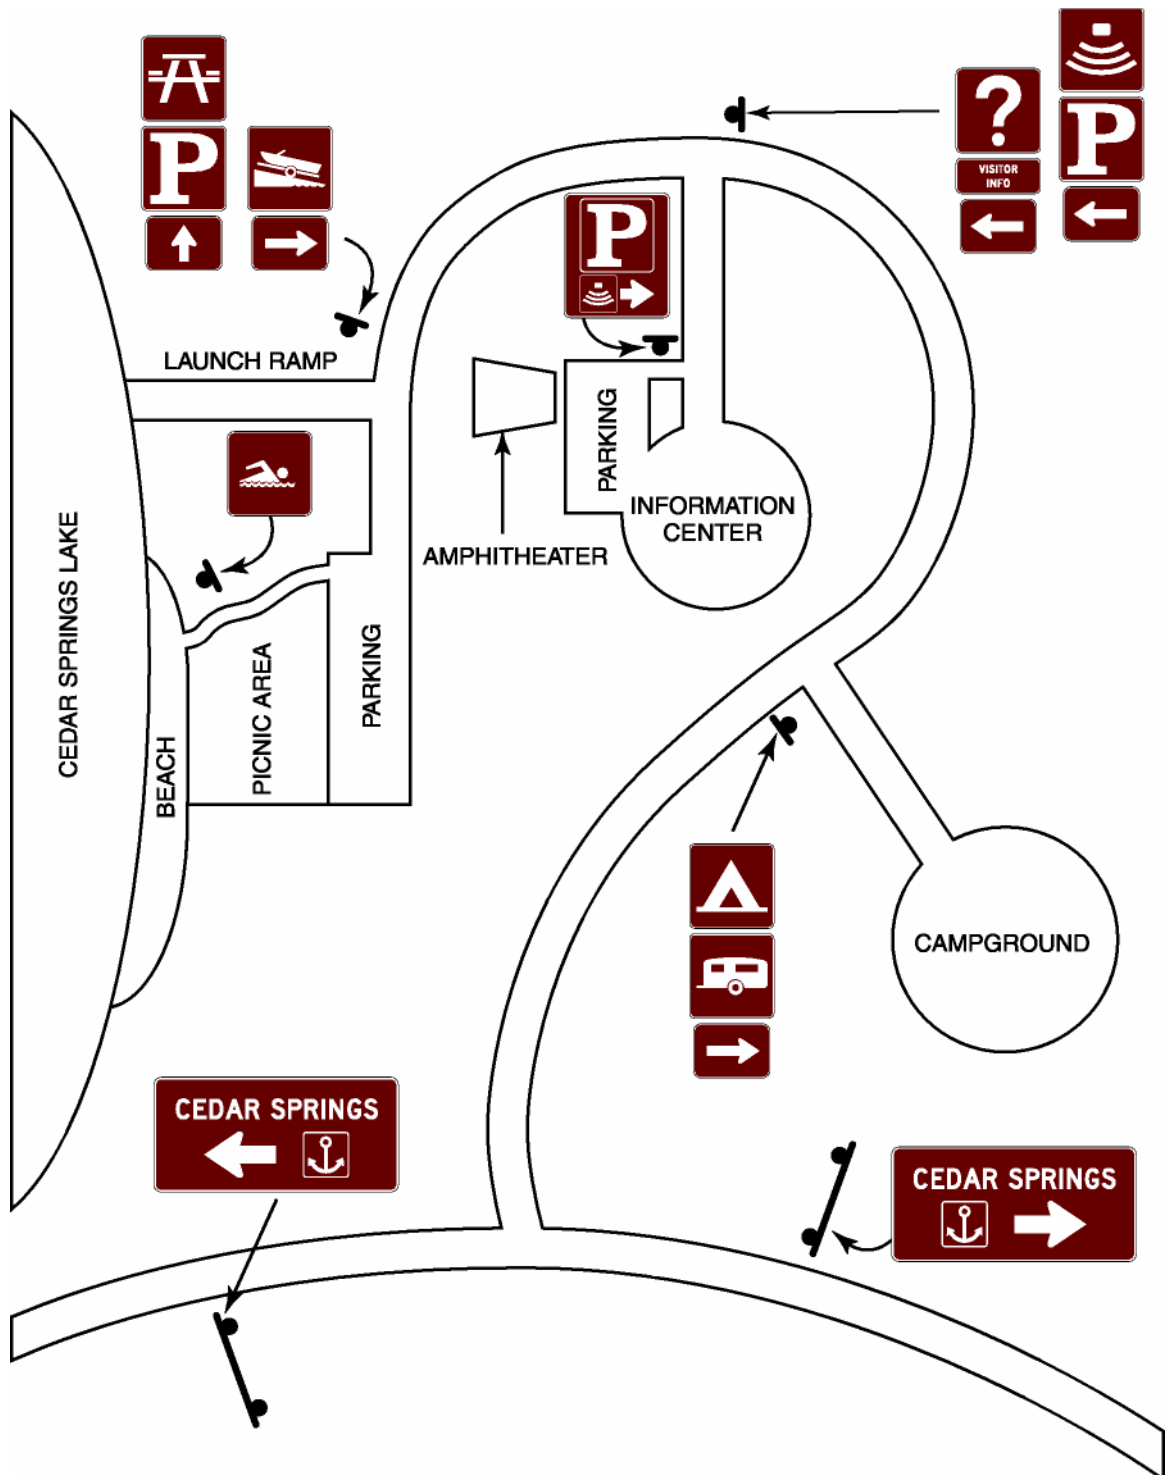 ?
P
P
VISITOR
INFO
P
LAUNCH RAMP
PARKING
INFORMATION
CENTER
AMPHITHEATER
CEDAR SPRINGS LAKE
BEACH
PICNIC AREA
PARKING
CAMPGROUND
CEDAR SPRINGS
CEDAR SPRINGS